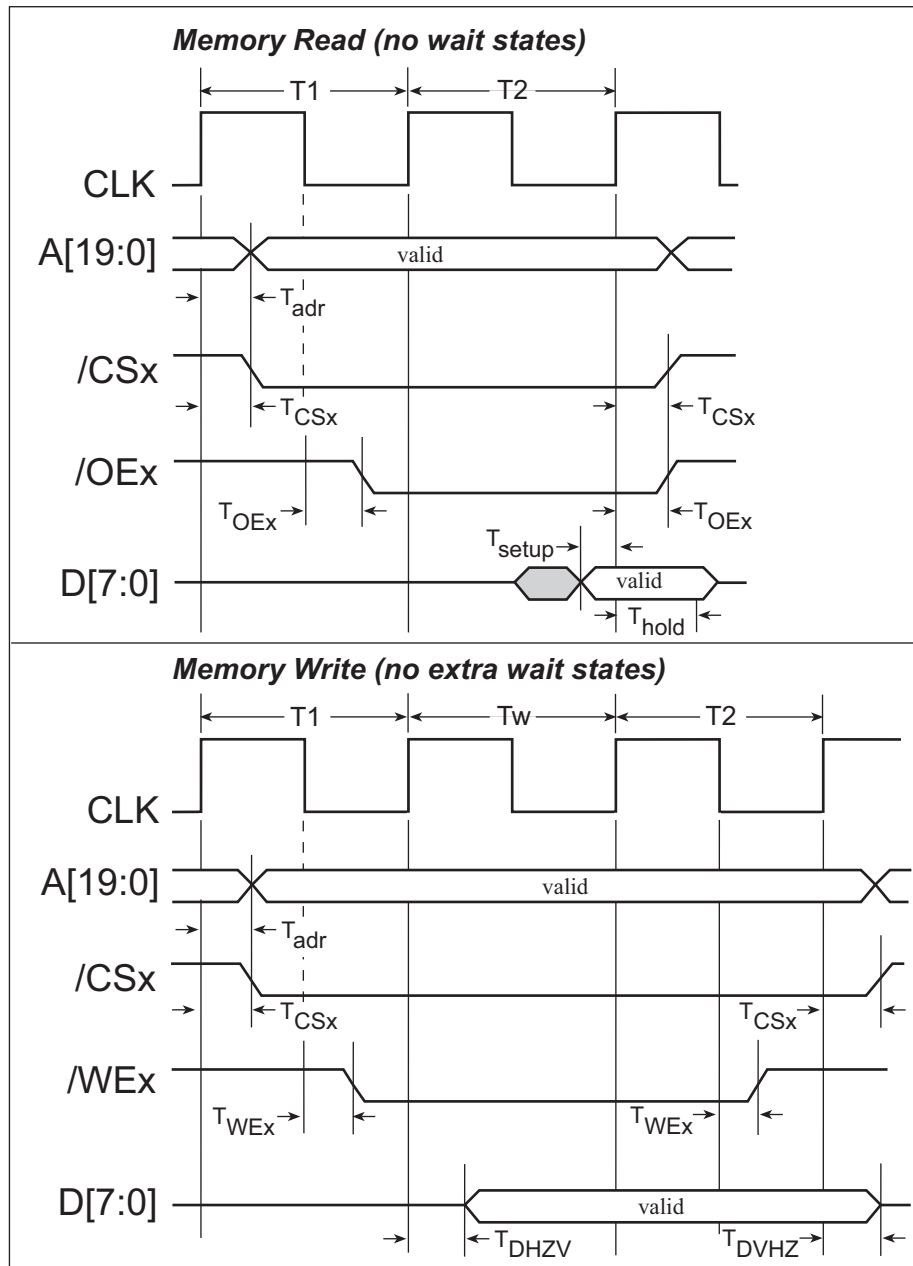 Memory Read (no wait states)
T1 T2
CLK
A[19:0] valid
Tadr
/CSx
TCSx TCSx
/OEx
TOEx TOEx
Tsetup
D[7:0] valid
Thold
Memory Write (no extra wait states)
T1 Tw T2
CLK
A[19:0] valid
Tadr
/CSx
TCSx TCSx
/WEx
TWEx TWEx
D[7:0] valid
TDHZV TDVHZ